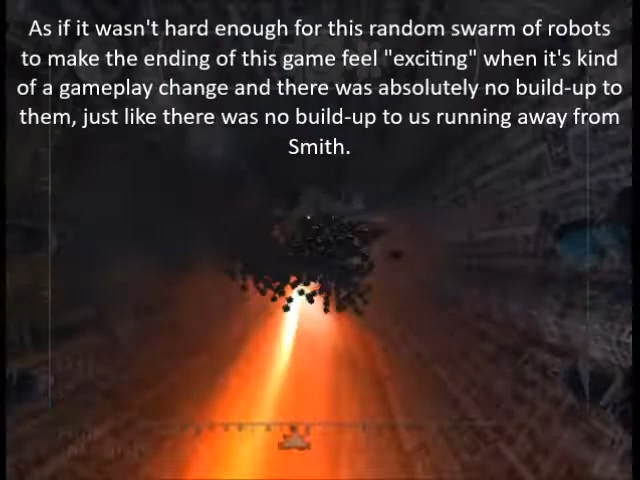 As if it wasn't hard enough for this random swarm of robots
to make the ending of this game feel "exciting" when it's kind
of a gameplay change and there was absolutely no build-up to
them, just like there was no build-up to us running away from
Smith.